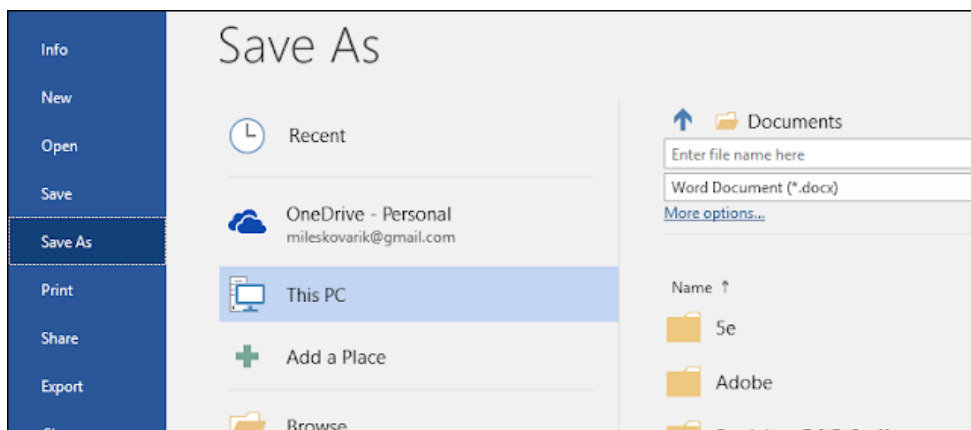 Info
New
Open
Save
Save As
Print
Share
Export
Save As
Recent
OneDrive - Personal
mileskovarik@gmail.com
This PC
Add a Place
Browse
Documents
Enter file name here
Word Document (*.docx)
More options...
Name ↑
5e
Adobe